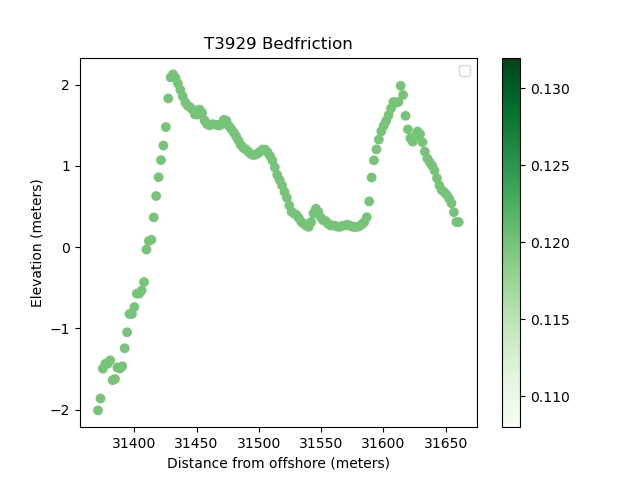 T3929 Bedfriction
2
1
0
−1
−2
Elevation (meters)
31400 31450 31500 31550 31600 31650
Distance from offshore (meters)
0.130
0.125
0.120
0.115
0.110